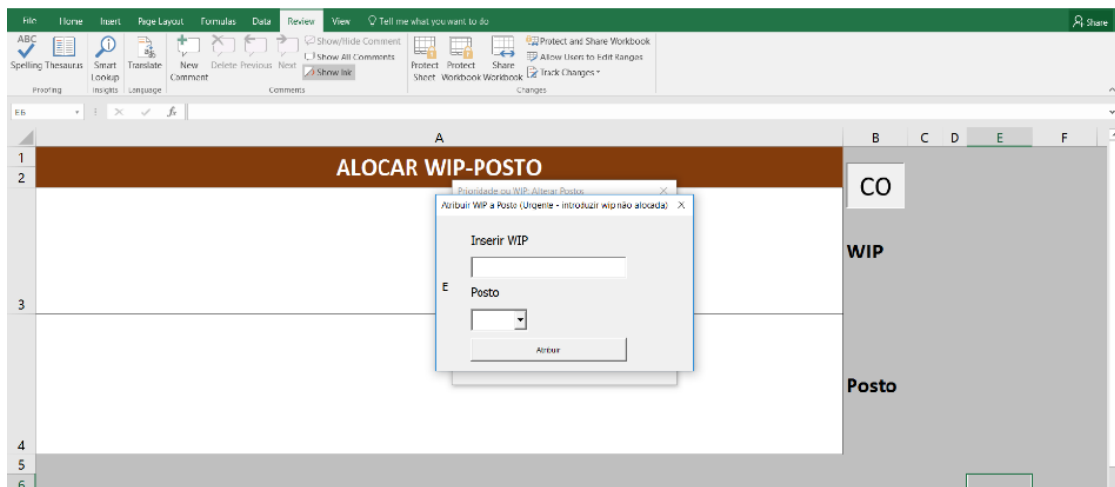 File Home Insert Page Layout Formulas Data Review View Tell me what you want to do Share
ABC
Spelling Thesaurus Smart Lookup Translate New Comment Delete Previous Next Show/Hide Comment Show All Comments Show Ink Protect Sheet Protect Workbook Share Workbook Protect and Share Workbook Allow Users to Edit Ranges Track Changes
Proofing Insights Language Comments Changes
E6 fx
A B C D E F
1
2
ALOCAR WIP-POSTO
CO
Prioridade ou WIP: Alterar Postos
Atribuir WIP a Posto (Urgente - introduzir wip não alocada)
Inserir WIP
WIP
E
Posto
3
Atribuir
Posto
4
5
6